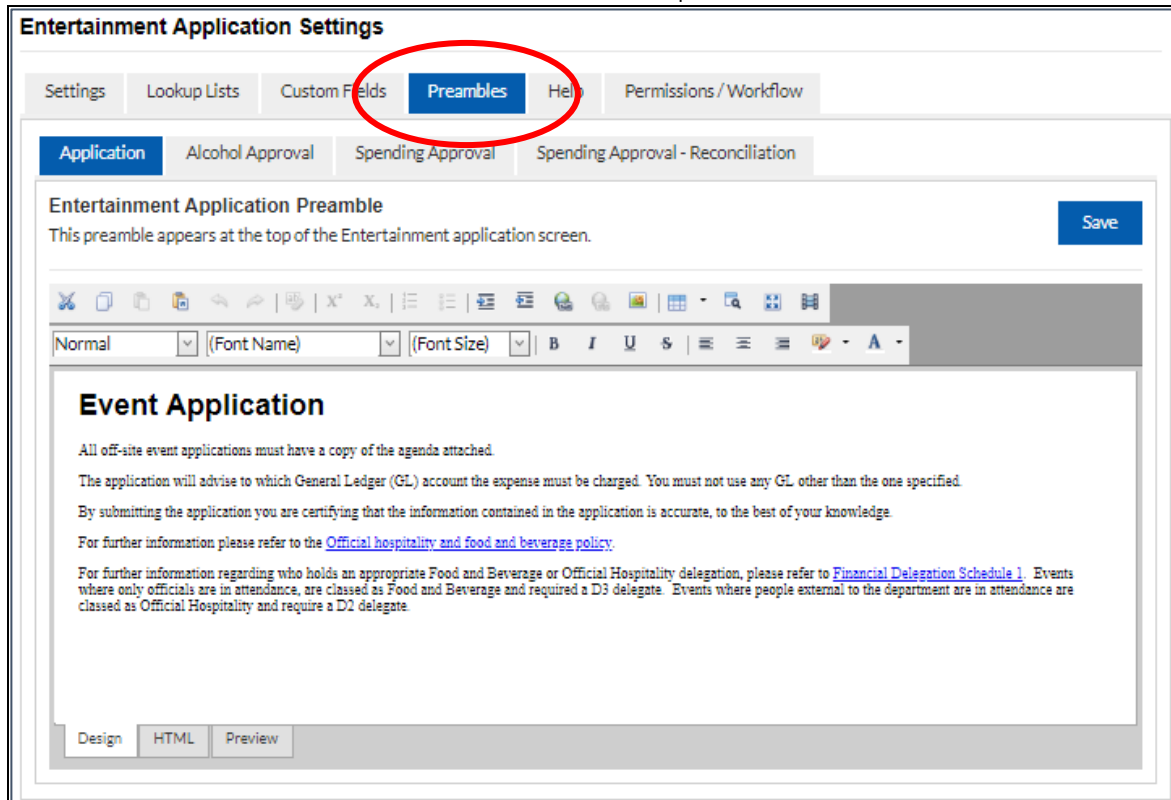 Entertainment Application Settings
Settings Lookup Lists Custom Fields Preambles Help Permissions / Workflow
Application Alcohol Approval Spending Approval Spending Approval - Reconciliation
Entertainment Application Preamble
This preamble appears at the top of the Entertainment application screen.
Save
Normal (Font Name) (Font Size) B I U S A
Event Application
All off-site event applications must have a copy of the agenda attached.
The application will advise to which General Ledger (GL) account the expense must be charged. You must not use any GL other than the one specified.
By submitting the application you are certifying that the information contained in the application is accurate, to the best of your knowledge.
For further information please refer to the Official hospitality and food and beverage policy.
For further information regarding who holds an appropriate Food and Beverage or Official Hospitality delegation, please refer to Financial Delegation Schedule 1. Events
where only officials are in attendance, are classed as Food and Beverage and required a D3 delegate. Events where people external to the department are in attendance are
classed as Official Hospitality and require a D2 delegate.
Design HTML Preview